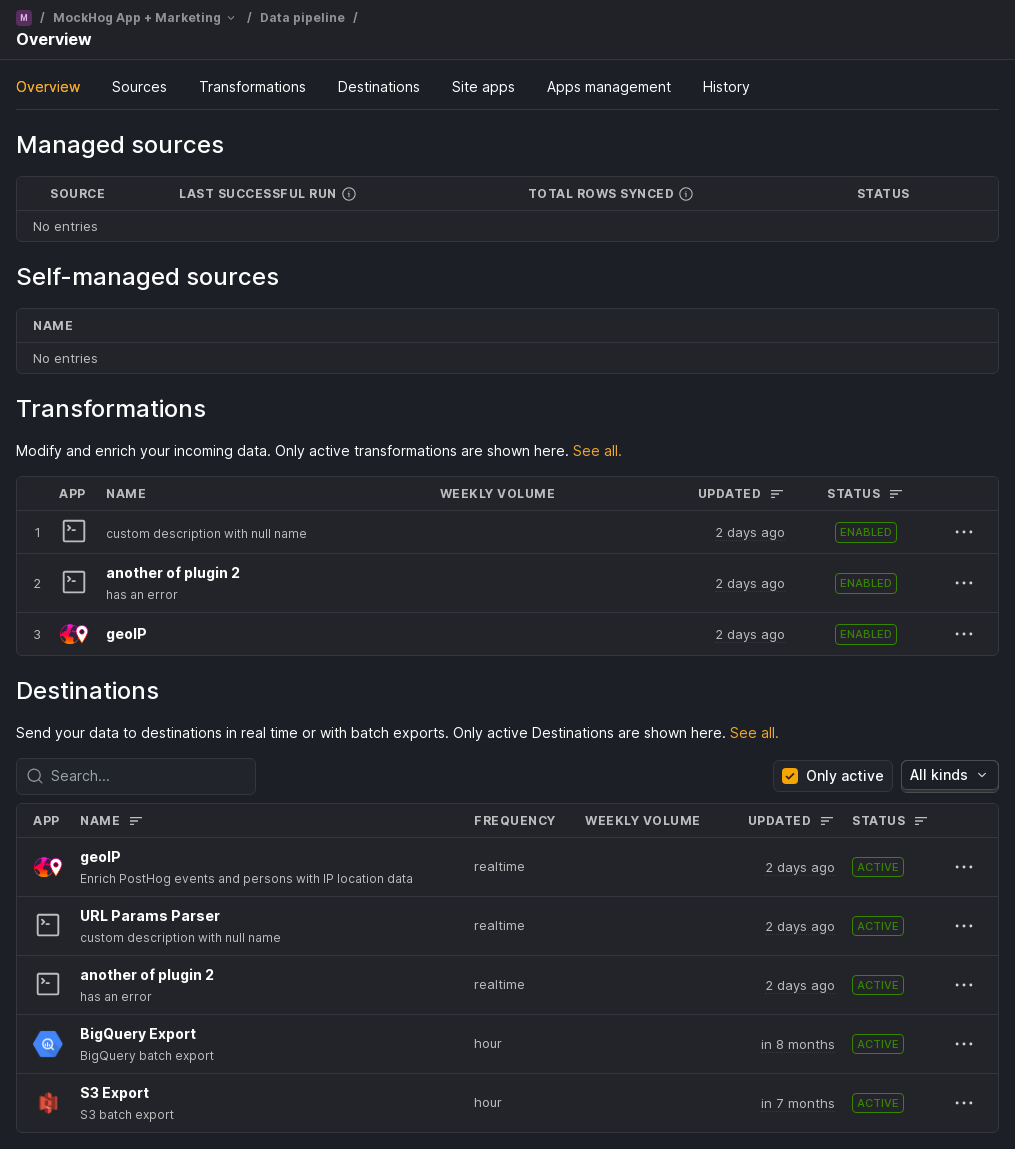 M / MockHog App + Marketing / Data pipeline /
Overview
Overview Sources Transformations Destinations Site apps Apps management History
Managed sources
SOURCE LAST SUCCESSFUL RUN TOTAL ROWS SYNCED STATUS
No entries
Self-managed sources
NAME
No entries
Transformations
Modify and enrich your incoming data. Only active transformations are shown here. See all.
APP NAME WEEKLY VOLUME UPDATED STATUS
1 custom description with null name 2 days ago ENABLED
2 another of plugin 2 2 days ago ENABLED
has an error
3 geoIP 2 days ago ENABLED
Destinations
Send your data to destinations in real time or with batch exports. Only active Destinations are shown here. See all.
Search... Only active All kinds
APP NAME FREQUENCY WEEKLY VOLUME UPDATED STATUS
geoIP realtime 2 days ago ACTIVE
Enrich PostHog events and persons with IP location data
URL Params Parser realtime 2 days ago ACTIVE
custom description with null name
another of plugin 2 realtime 2 days ago ACTIVE
has an error
BigQuery Export hour in 8 months ACTIVE
BigQuery batch export
S3 Export hour in 7 months ACTIVE
S3 batch export